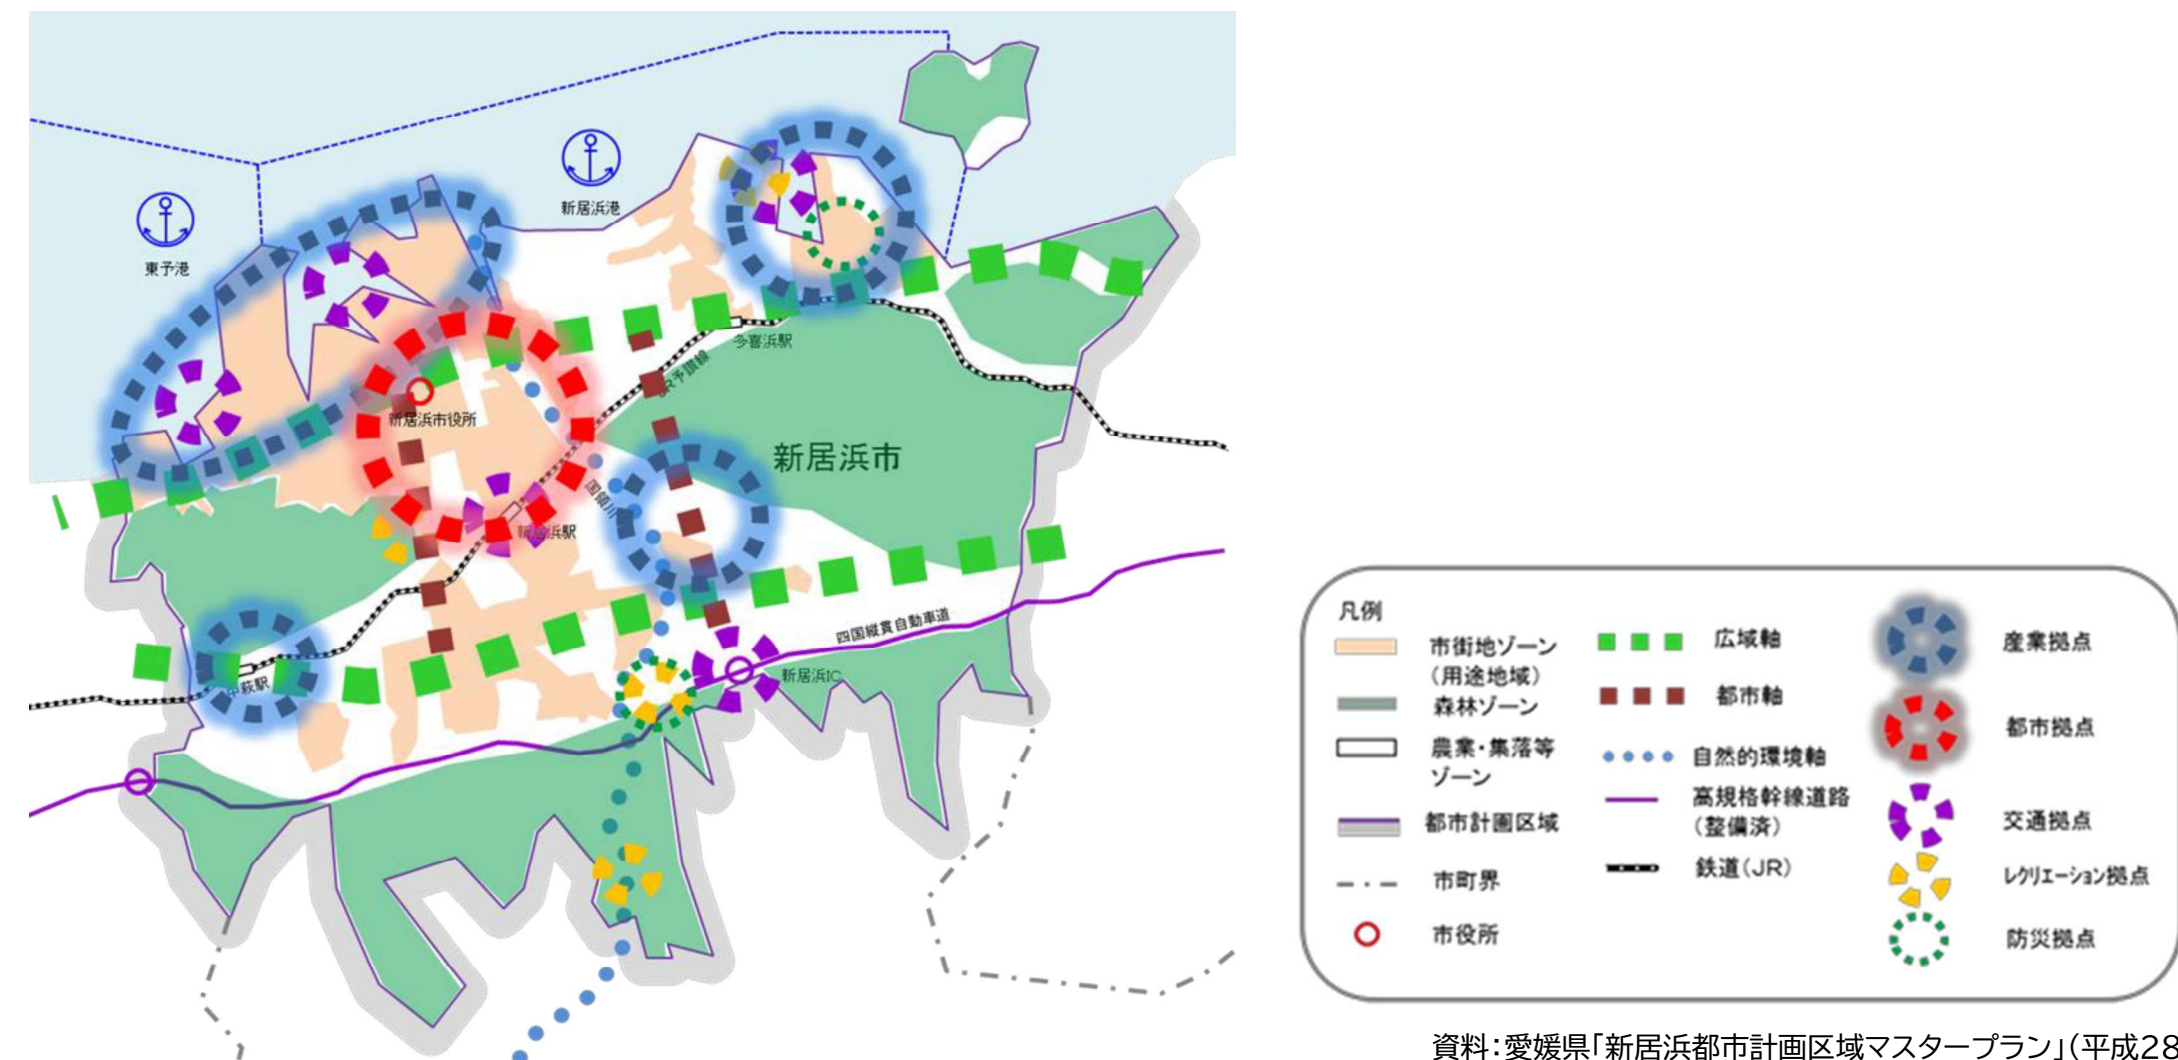 新居浜港
東予港
多喜浜駅
JR予讃線
新居浜市役所
新居浜市
国領川
新居浜駅
四国縦貫自動車道
新居浜IC
中萩駅
凡例
市街地ゾーン
(用途地域)
森林ゾーン
農業・集落等
ゾーン
都市計画区域
市町界
市役所
広域軸
都市軸
自然的環境軸
高規格幹線道路
(整備済)
鉄道(JR)
産業拠点
都市拠点
交通拠点
レクリエーション拠点
防災拠点
資料:愛媛県「新居浜都市計画区域マスタープラン」(平成28